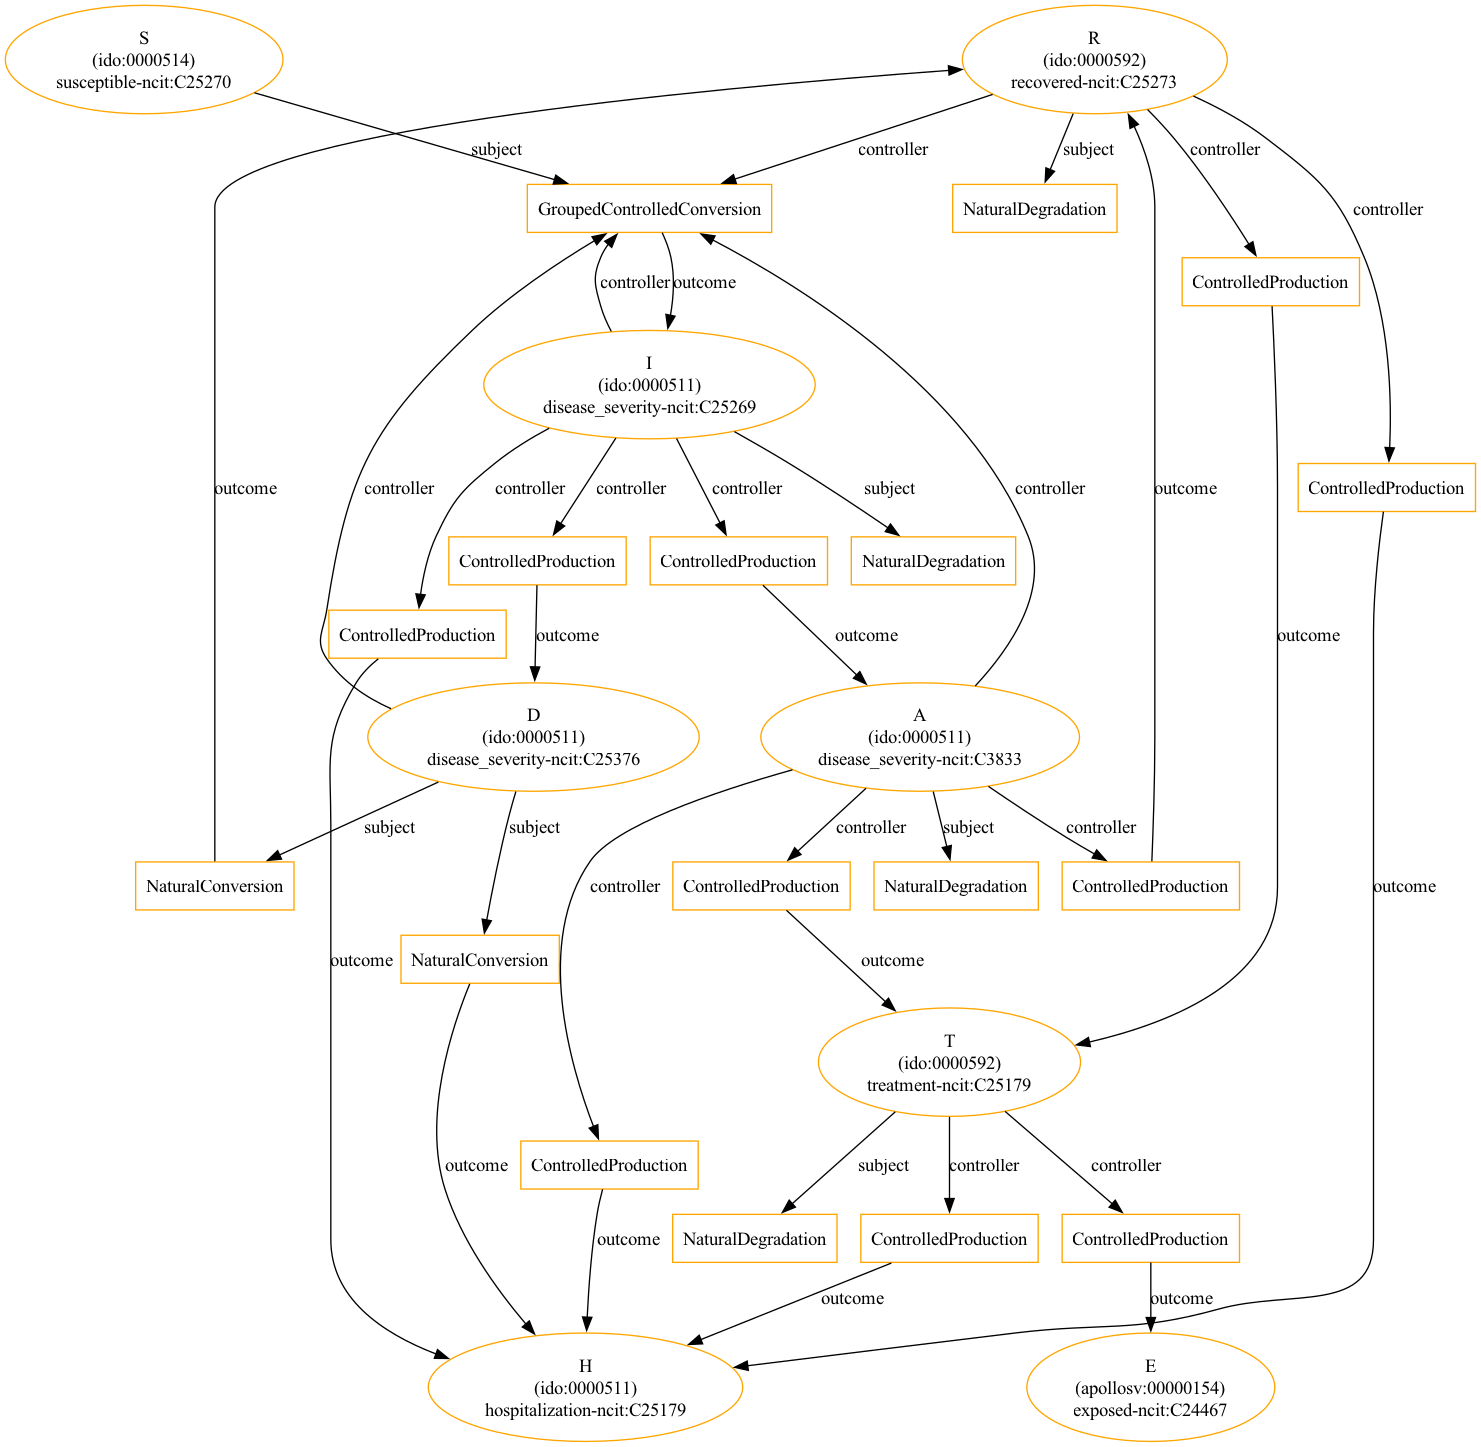 S
(ido:0000514)
susceptible-ncit:C25270
R
(ido:0000592)
recovered-ncit:C25273
subject
controller
subject
controller
GroupedControlledConversion
NaturalDegradation
controller
ControlledProduction
controller
outcome
I
(ido:0000511)
disease_severity-ncit:C25269
outcome
controller
controller
controller
controller
subject
controller
outcome
ControlledProduction
ControlledProduction
ControlledProduction
NaturalDegradation
ControlledProduction
outcome
outcome
outcome
D
(ido:0000511)
disease_severity-ncit:C25376
A
(ido:0000511)
disease_severity-ncit:C3833
subject
subject
controller
subject
controller
NaturalConversion
controller
ControlledProduction
NaturalDegradation
ControlledProduction
outcome
outcome
NaturalConversion
outcome
T
(ido:0000592)
treatment-ncit:C25179
outcome
ControlledProduction
subject
controller
controller
outcome
NaturalDegradation
ControlledProduction
ControlledProduction
outcome
outcome
H
(ido:0000511)
hospitalization-ncit:C25179
E
(apollosv:00000154)
exposed-ncit:C24467